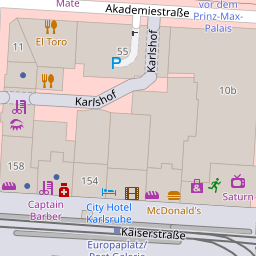 Mate
Akademiestraße
vor dem
Prinz-Max-
Palais
El Toro
11
55
P
Karlshof
Karlshof
10b
158
154
Captain
Barber
City Hotel
Karlsruhe
McDonald's
Saturn
Kaiserstraße
Europaplatz/
Post Galerie